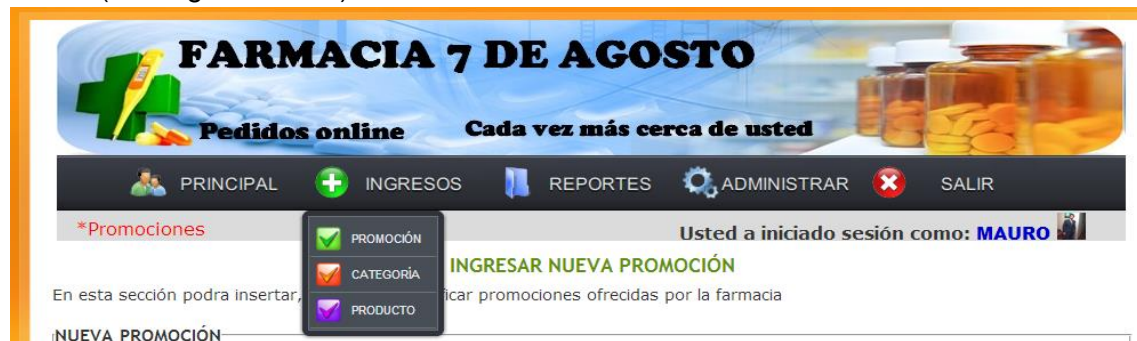 FARMACIA 7 DE AGOSTO
Pedidos online Cada vez más cerca de usted
PRINCIPAL INGRESOS REPORTES ADMINISTRAR SALIR
*Promociones Usted a iniciado sesión como: MAURO
PROMOCIÓN
CATEGORÍA
PRODUCTO
INGRESAR NUEVA PROMOCIÓN
En esta sección podra insertar, icar promociones ofrecidas por la farmacia
NUEVA PROMOCIÓN